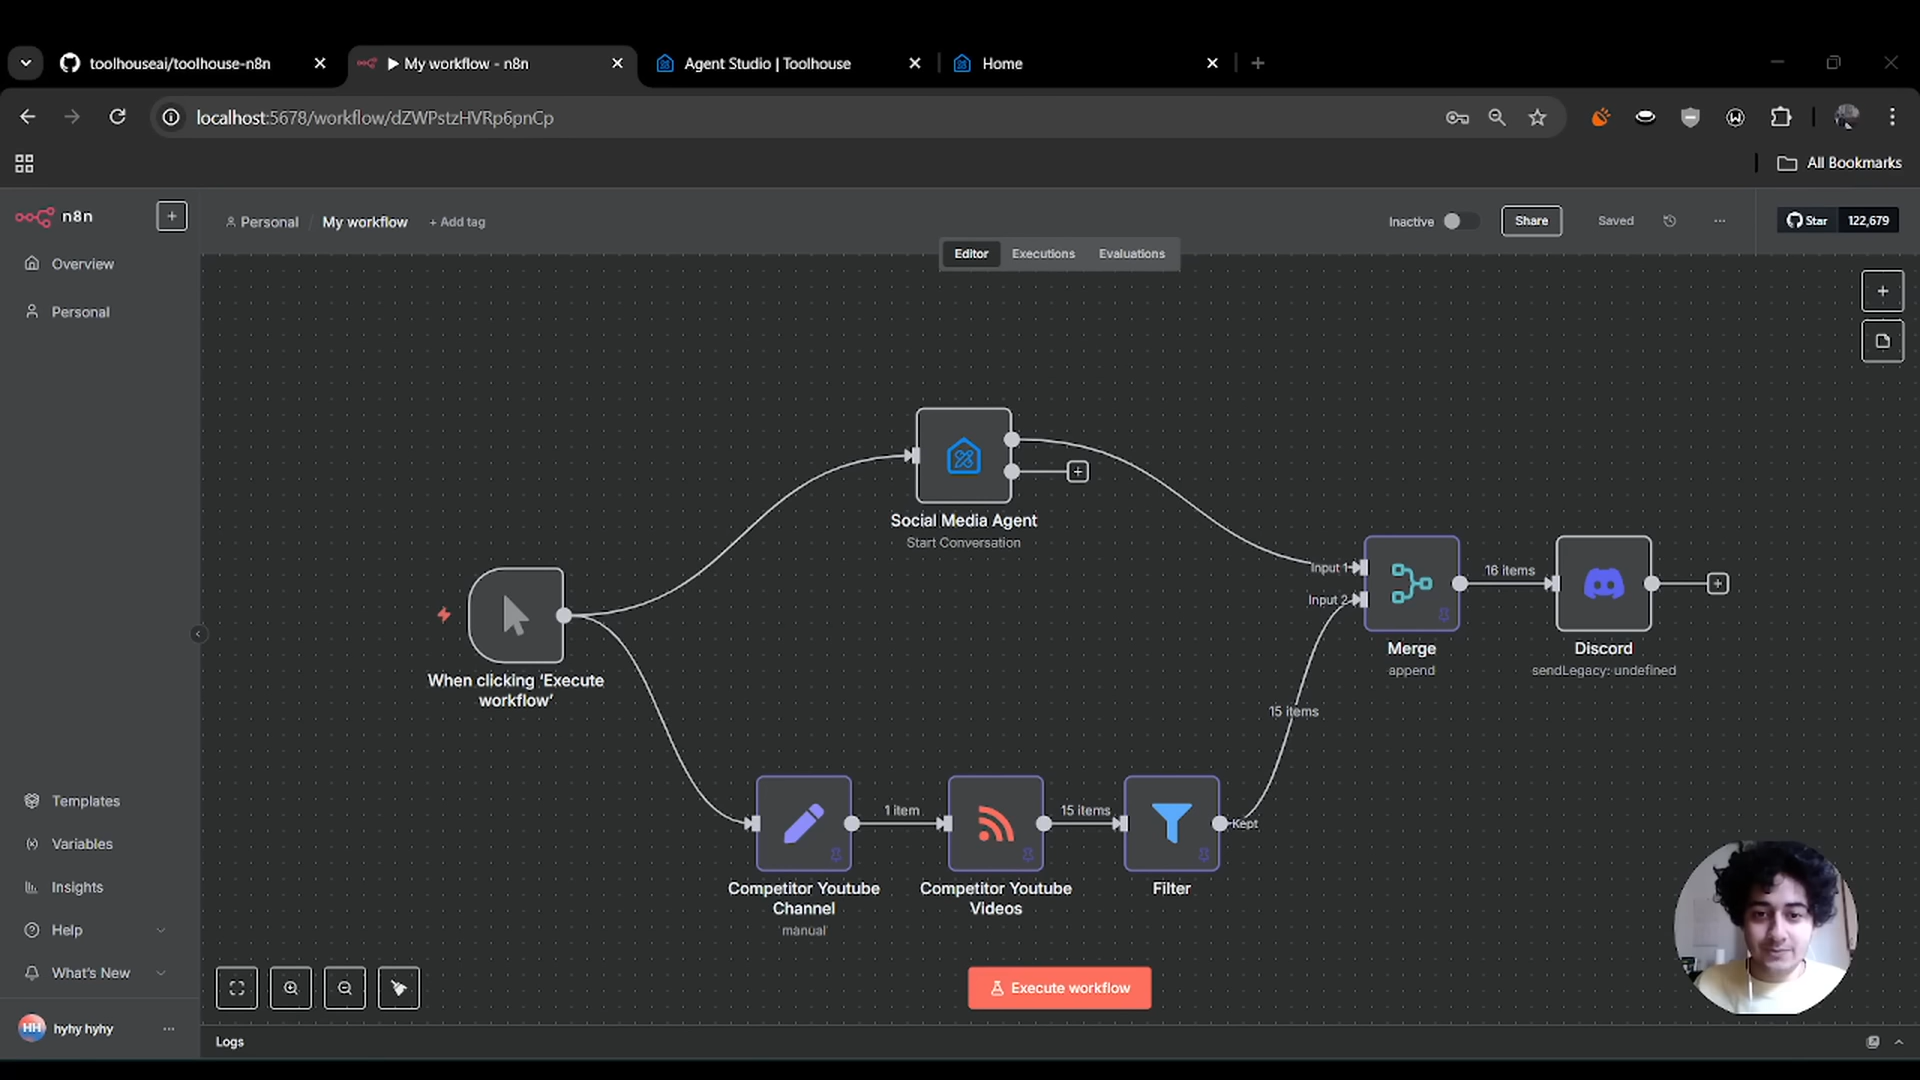 toolhouseai/toolhouse-n8n
▶ My workflow - n8n
Agent Studio | Toolhouse
Home
localhost:5678/workflow/dZWPstzHVRp6pnCp
All Bookmarks
n8n
Personal / My workflow + Add tag
Inactive
Share
Saved
Star 122,679
Editor
Executions
Evaluations
Overview
Personal
Social Media Agent
Start Conversation
Input 1
Input 2
16 items
Merge
append
Discord
sendLegacy: undefined
When clicking ‘Execute
workflow’
15 items
1 item
15 items
Kept
Competitor Youtube
Channel
manual
Competitor Youtube
Videos
Filter
Templates
Variables
Insights
Help
What's New
Execute workflow
HH hyhy hyhy
Logs